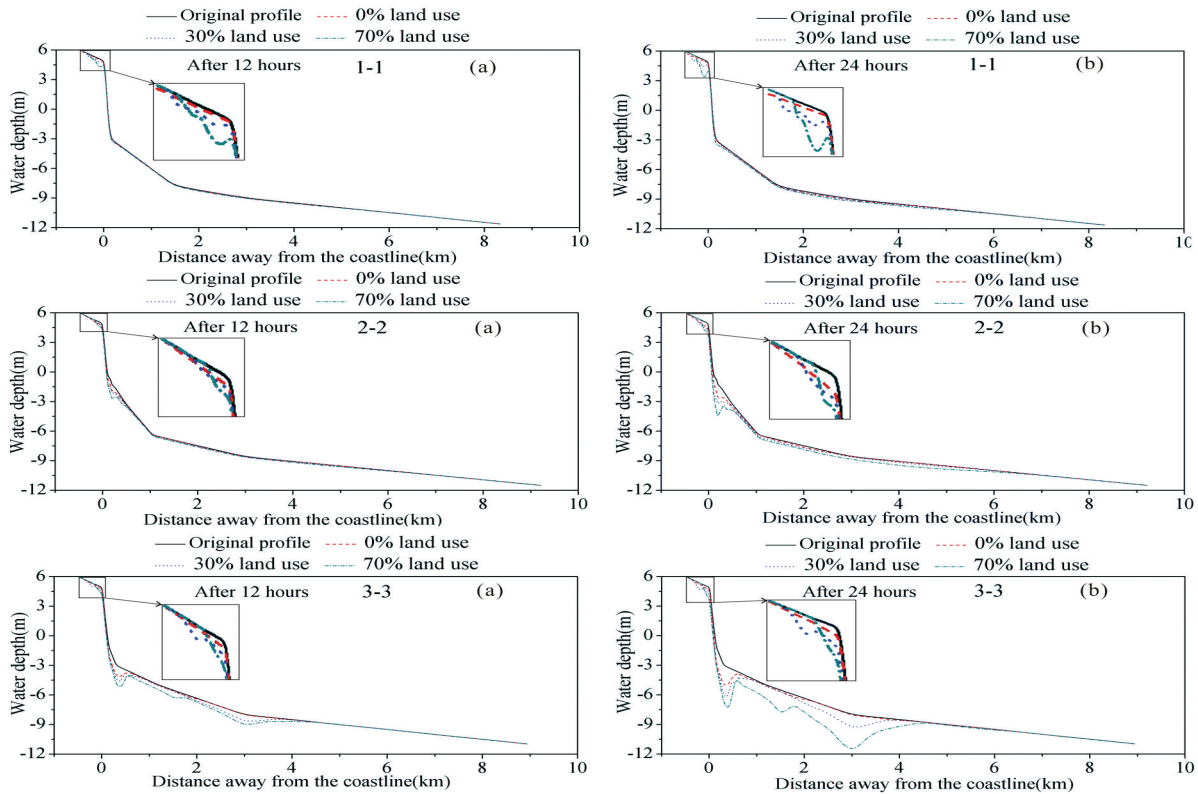 Original profile 0% land use
30% land use 70% land use
After 12 hours 1-1 (a)
Water depth(m)
6
3
0
-3
-6
-9
-12
0 2 4 6 8 10
Distance away from the coastline(km)
Original profile 0% land use
30% land use 70% land use
After 24 hours 1-1 (b)
Water depth(m)
6
3
0
-3
-6
-9
-12
0 2 4 6 8 10
Distance away from the coastline(km)
Original profile 0% land use
30% land use 70% land use
After 12 hours 2-2 (a)
Water depth(m)
6
3
0
-3
-6
-9
-12
0 2 4 6 8 10
Distance away from the coastline(km)
Original profile 0% land use
30% land use 70% land use
After 24 hours 2-2 (b)
Water depth(m)
6
3
0
-3
-6
-9
-12
0 2 4 6 8 10
Distance away from the coastline(km)
Original profile 0% land use
30% land use 70% land use
After 12 hours 3-3 (a)
Water depth(m)
6
3
0
-3
-6
-9
-12
0 2 4 6 8 10
Distance away from the coastline(km)
Original profile 0% land use
30% land use 70% land use
After 24 hours 3-3 (b)
Water depth(m)
6
3
0
-3
-6
-9
-12
0 2 4 6 8 10
Distance away from the coastline(km)